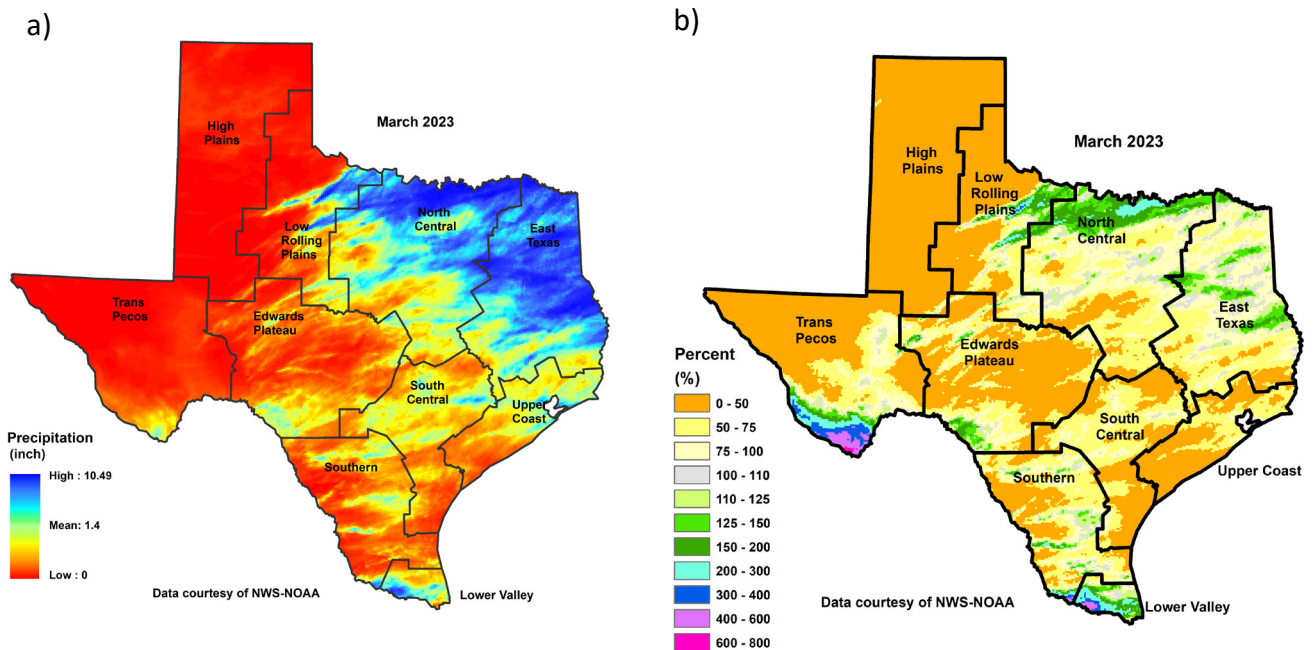 a)
March 2023
High
Plains
Low
Rolling
Plains
North
Central
East
Texas
Trans
Pecos
Edwards
Plateau
South
Central
Upper
Coast
Southern
Lower Valley
Precipitation
(inch)
High : 10.49
Mean: 1.4
Low : 0
Data courtesy of NWS-NOAA
b)
March 2023
High
Plains
Low
Rolling
Plains
North
Central
East
Texas
Trans
Pecos
Edwards
Plateau
South
Central
Upper Coast
Southern
Lower Valley
Percent
(%)
0 - 50
50 - 75
75 - 100
100 - 110
110 - 125
125 - 150
150 - 200
200 - 300
300 - 400
400 - 600
600 - 800
Data courtesy of NWS-NOAA